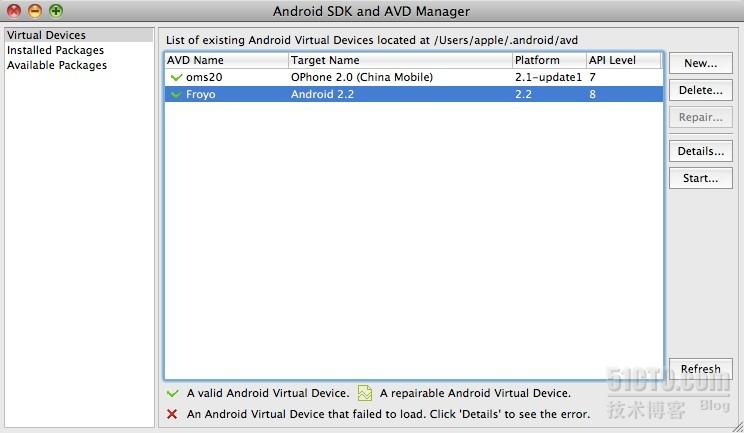 Android SDK and AVD Manager
Virtual Devices
Installed Packages
Available Packages
List of existing Android Virtual Devices located at /Users/apple/.android/avd
AVD Name Target Name Platform API Level
oms20 OPhone 2.0 (China Mobile) 2.1-update1 7
Froyo Android 2.2 2.2 8
New...
Delete...
Repair...
Details...
Start...
Refresh
A valid Android Virtual Device. A repairable Android Virtual Device.
An Android Virtual Device that failed to load. Click 'Details' to see the error.
51CTO.com
技术博客 Blog